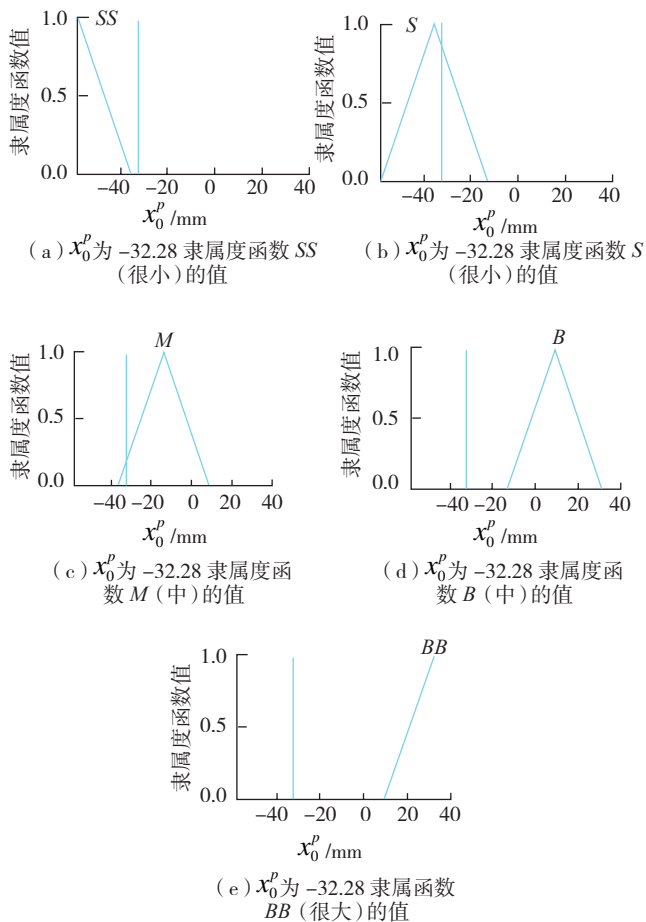 隶属度函数值
1.0
0.5
0.0
SS
-40 -20 0 20 40
x₀ᵖ /mm
(a) x₀ᵖ为 -32.28 隶属度函数 SS
(很小)的值
隶属度函数值
1.0
0.5
0.0
S
-40 -20 0 20 40
x₀ᵖ /mm
(b) x₀ᵖ为 -32.28 隶属度函数 S
(很小)的值
隶属度函数值
1.0
0.5
0.0
M
-40 -20 0 20 40
x₀ᵖ /mm
(c) x₀ᵖ为 -32.28 隶属度函
数 M (中)的值
隶属度函数值
1.0
0.5
0.0
B
-40 -20 0 20 40
x₀ᵖ /mm
(d) x₀ᵖ为 -32.28 隶属度函
数 B (中)的值
隶属度函数值
1.0
0.5
0.0
BB
-40 -20 0 20 40
x₀ᵖ /mm
(e) x₀ᵖ为 -32.28 隶属函数
BB (很大)的值